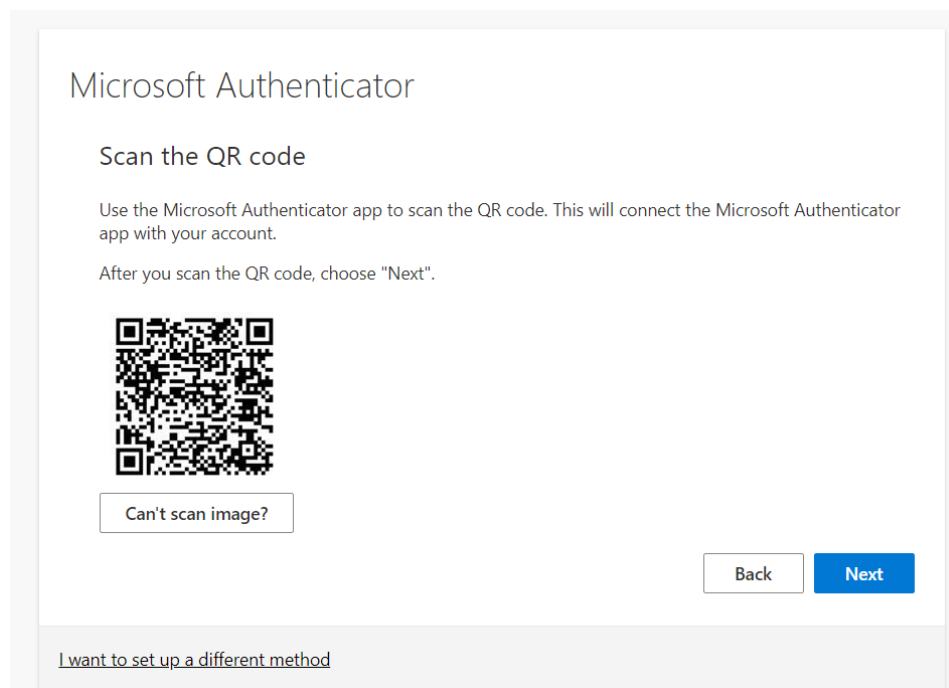 Microsoft Authenticator
Scan the QR code
Use the Microsoft Authenticator app to scan the QR code. This will connect the Microsoft Authenticator
app with your account.
After you scan the QR code, choose "Next".
Can't scan image?
Back
Next
I want to set up a different method